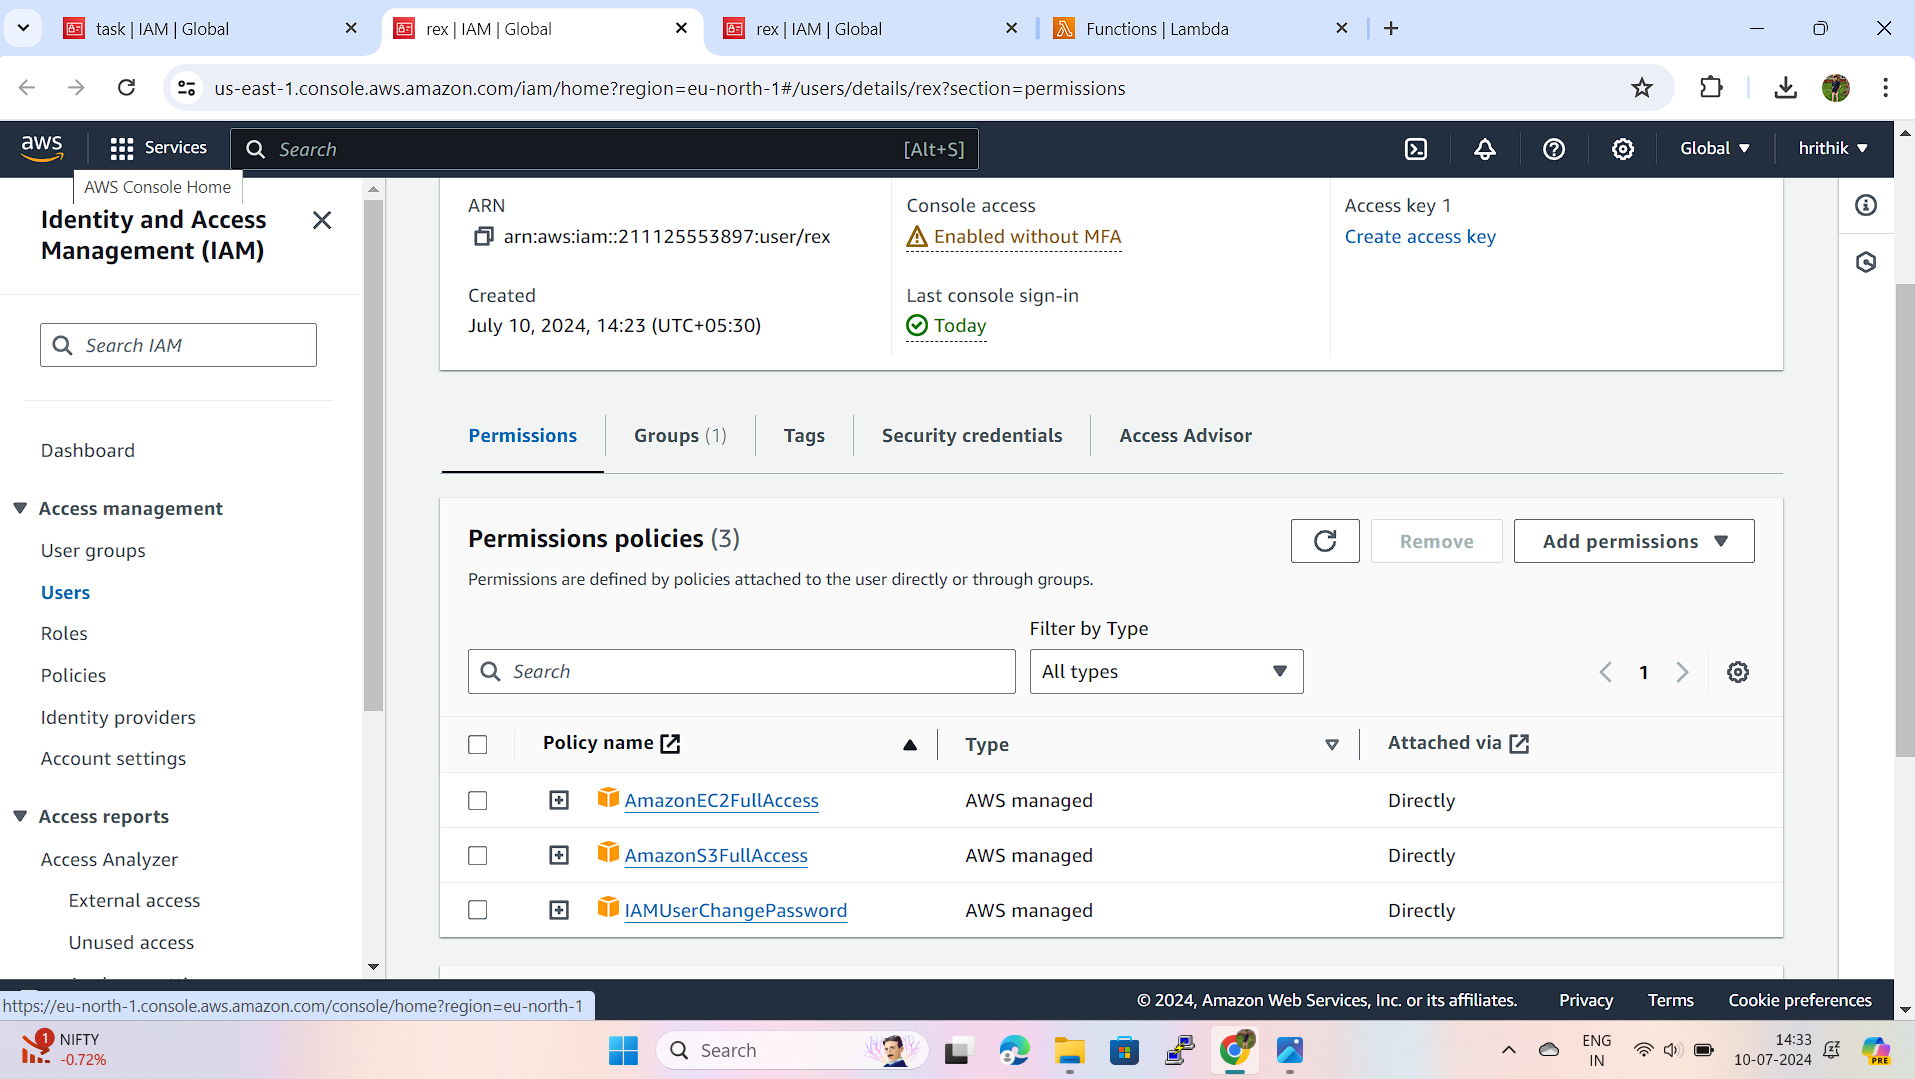 task | IAM | Global
rex | IAM | Global
rex | IAM | Global
Functions | Lambda
us-east-1.console.aws.amazon.com/iam/home?region=eu-north-1#/users/details/rex?section=permissions
aws
Services
Search
[Alt+S]
Global
hrithik
AWS Console Home
Identity and Access
Management (IAM)
Search IAM
Dashboard
Access management
User groups
Users
Roles
Policies
Identity providers
Account settings
Access reports
Access Analyzer
External access
Unused access
ARN
arn:aws:iam::211125553897:user/rex
Console access
Enabled without MFA
Access key 1
Create access key
Created
July 10, 2024, 14:23 (UTC+05:30)
Last console sign-in
Today
Permissions
Groups (1)
Tags
Security credentials
Access Advisor
Permissions policies (3)
Remove
Add permissions
Permissions are defined by policies attached to the user directly or through groups.
Filter by Type
Search
All types
1
Policy name
Type
Attached via
AmazonEC2FullAccess
AWS managed
Directly
AmazonS3FullAccess
AWS managed
Directly
IAMUserChangePassword
AWS managed
Directly
https://eu-north-1.console.aws.amazon.com/console/home?region=eu-north-1
© 2024, Amazon Web Services, Inc. or its affiliates.
Privacy
Terms
Cookie preferences
1
NIFTY
-0.72%
Search
ENG
IN
14:33
10-07-2024
PRE